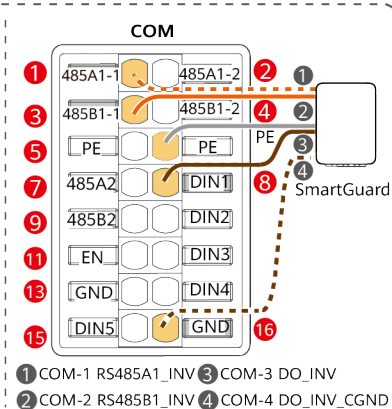 COM
1 485A1-1 485A1-2 2 1
3 485B1-1 485B1-2 4 2
5 PE PE PE 3
7 485A2 DIN1 8 4 SmartGuard
9 485B2 DIN2
11 EN DIN3
13 GND DIN4
15 DIN5 GND 16
1 COM-1 RS485A1_INV 3 COM-3 DO_INV
2 COM-2 RS485B1_INV 4 COM-4 DO_INV_CGND